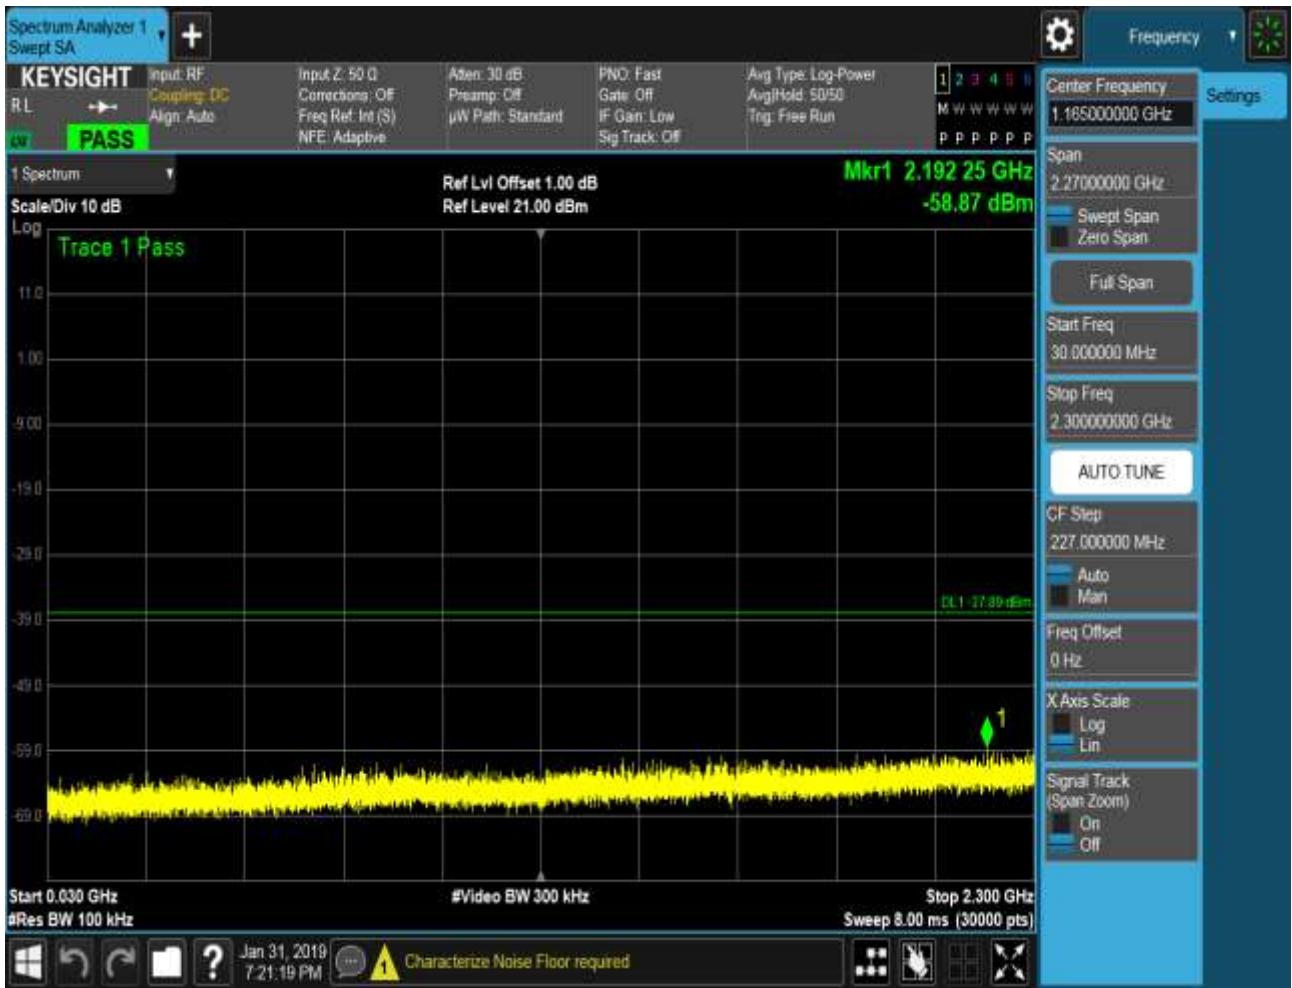 Spectrum Analyzer 1
Swept SA
Frequency
KEYSIGHT
R L
PASS
Input: RF
Coupling: DC
Align: Auto
Input Z: 50 Ω
Corrections: Off
Freq Ref: Int (S)
NFE: Adaptive
Atten: 30 dB
Preamp: Off
µW Path: Standard
PNO: Fast
Gate: Off
IF Gain: Low
Sig Track: Off
Avg Type: Log-Power
Avg|Hold: 50/50
Trig: Free Run
1 2 3 4 5 6
M W W W W W
P P P P P P
1 Spectrum
Scale/Div 10 dB
Log
Ref Lvl Offset 1.00 dB
Ref Level 21.00 dBm
Mkr1 2.192 25 GHz
-58.87 dBm
Trace 1 Pass
11.0
1.00
-9.00
-19.0
-29.0
DL1 -37.89 dBm
-39.0
-49.0
1
-59.0
-69.0
Start 0.030 GHz
#Video BW 300 kHz
Stop 2.300 GHz
#Res BW 100 kHz
Sweep 8.00 ms (30000 pts)
Jan 31, 2019
7:21:19 PM
Characterize Noise Floor required
Center Frequency
1.165000000 GHz
Settings
Span
2.27000000 GHz
Swept Span
Zero Span
Full Span
Start Freq
30.000000 MHz
Stop Freq
2.300000000 GHz
AUTO TUNE
CF Step
227.000000 MHz
Auto
Man
Freq Offset
0 Hz
X Axis Scale
Log
Lin
Signal Track
(Span Zoom)
On
Off